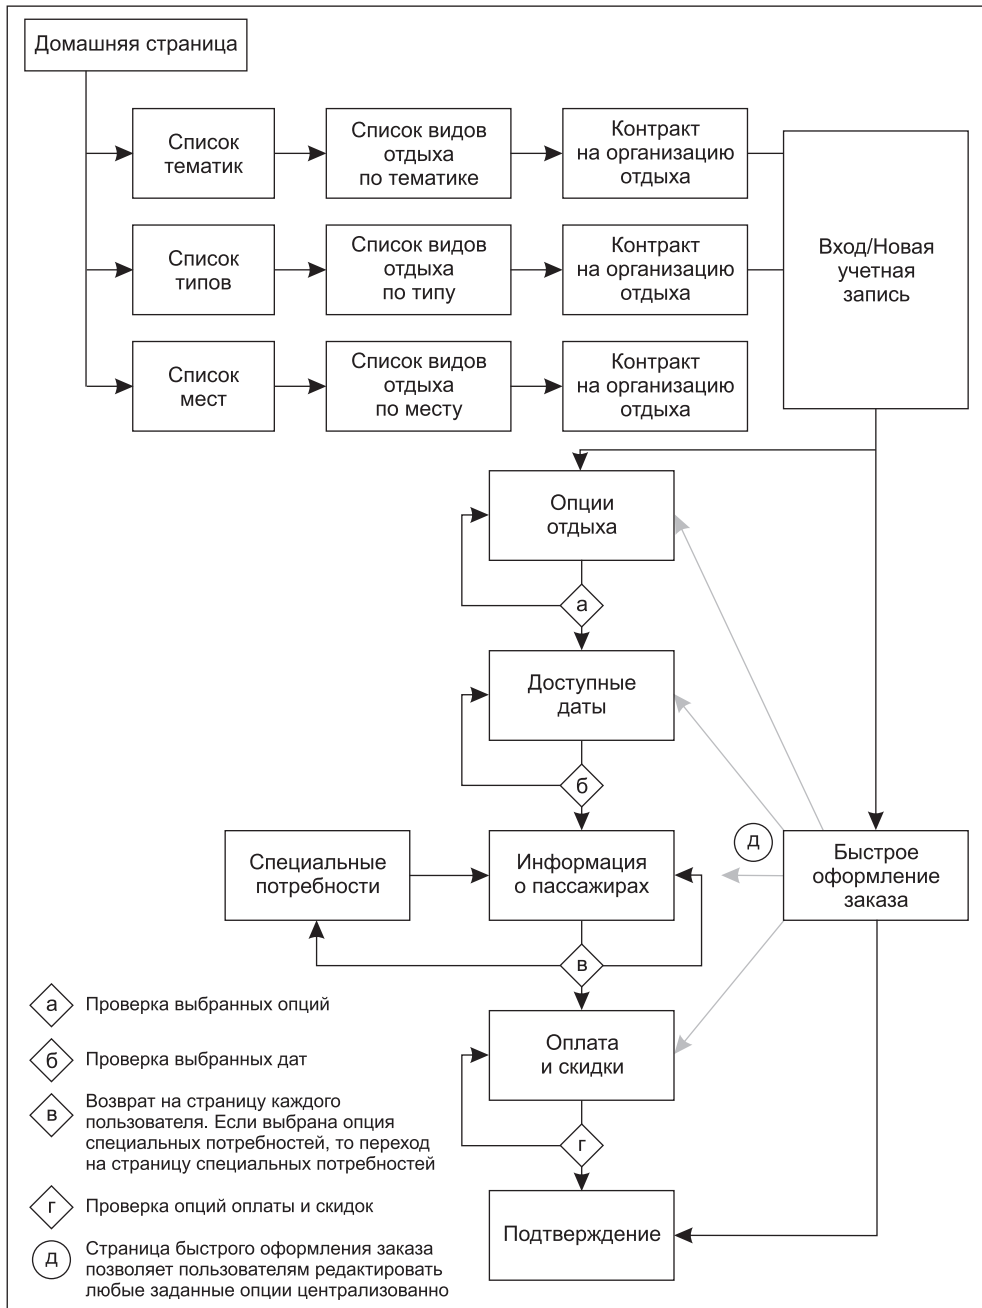 Домашняя страница
Список
тематик
Список видов
отдыха
по тематике
Контракт
на организацию
отдыха
Вход/Новая
учетная
запись
Список
типов
Список видов
отдыха
по типу
Контракт
на организацию
отдыха
Список
мест
Список видов
отдыха
по месту
Контракт
на организацию
отдыха
Опции
отдыха
а
Доступные
даты
б
Специальные
потребности
Информация
о пассажирах
д
Быстрое
оформление
заказа
в
Оплата
и скидки
г
Подтверждение
а Проверка выбранных опций
б Проверка выбранных дат
в Возврат на страницу каждого
пользователя. Если выбрана опция
специальных потребностей, то переход
на страницу специальных потребностей
г Проверка опций оплаты и скидок
д Страница быстрого оформления заказа
позволяет пользователям редактировать
любые заданные опции централизованно